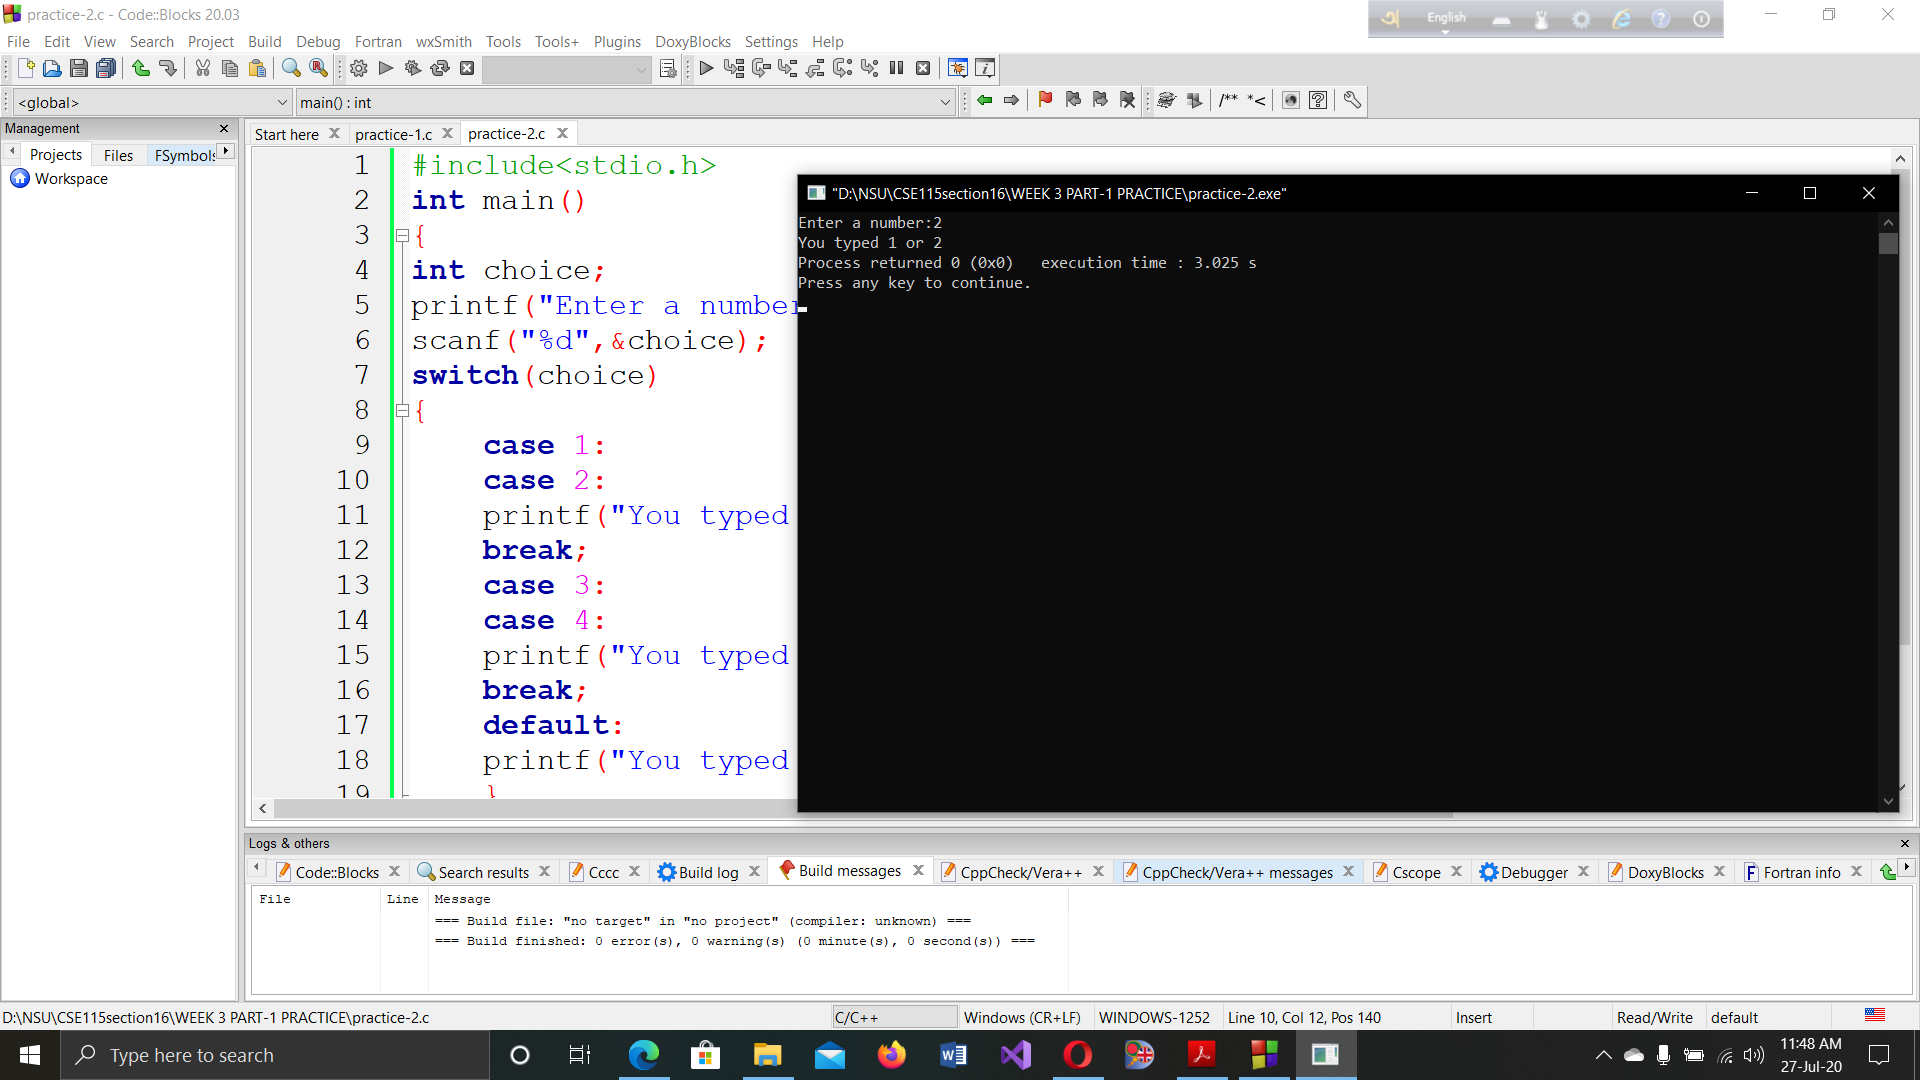 practice-2.c - Code::Blocks 20.03
English
File Edit View Search Project Build Debug Fortran wxSmith Tools Tools+ Plugins DoxyBlocks Settings Help
<global>
main() : int
/** *<
Management
Projects Files FSymbols
Workspace
Start here practice-1.c practice-2.c
1 #include<stdio.h>
2 int main()
3 {
4 int choice;
5 printf("Enter a number
6 scanf("%d",&choice);
7 switch(choice)
8 {
9 case 1:
10 case 2:
11 printf("You typed
12 break;
13 case 3:
14 case 4:
15 printf("You typed
16 break;
17 default:
18 printf("You typed
19 }
"D:\NSU\CSE115section16\WEEK 3 PART-1 PRACTICE\practice-2.exe"
Enter a number:2
You typed 1 or 2
Process returned 0 (0x0)   execution time : 3.025 s
Press any key to continue.
Logs & others
Code::Blocks Search results Cccc Build log Build messages CppCheck/Vera++ CppCheck/Vera++ messages Cscope Debugger DoxyBlocks Fortran info
File Line Message
=== Build file: "no target" in "no project" (compiler: unknown) ===
=== Build finished: 0 error(s), 0 warning(s) (0 minute(s), 0 second(s)) ===
D:\NSU\CSE115section16\WEEK 3 PART-1 PRACTICE\practice-2.c
C/C++ Windows (CR+LF) WINDOWS-1252 Line 10, Col 12, Pos 140 Insert Read/Write default
Type here to search
11:48 AM
27-Jul-20